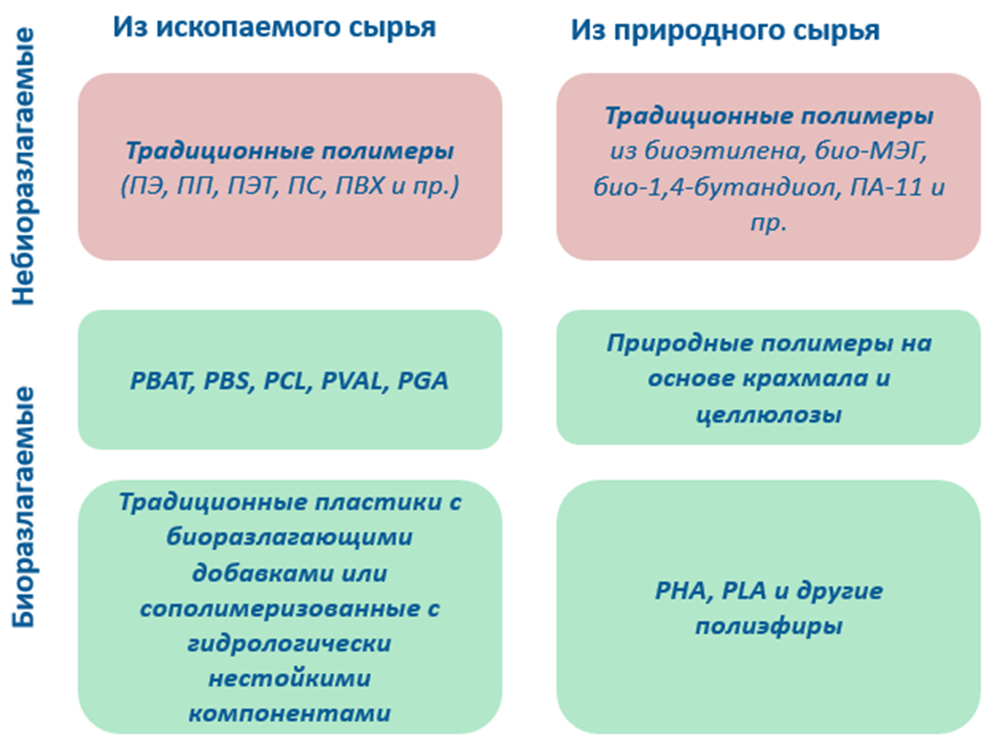 Из ископаемого сырья
Из природного сырья
Небиоразлагаемые
Традиционные полимеры
(ПЭ, ПП, ПЭТ, ПС, ПВХ и пр.)
Традиционные полимеры
из биоэтилена, био-МЭГ,
био-1,4-бутандиол, ПА-11 и
пр.
Биоразлагаемые
PBAT, PBS, PCL, PVAL, PGA
Природные полимеры на
основе крахмала и
целлюлозы
Традиционные пластики с
биоразлагающими
добавками или
сополимеризованные с
гидрологически
нестойкими
компонентами
PHA, PLA и другие
полиэфиры